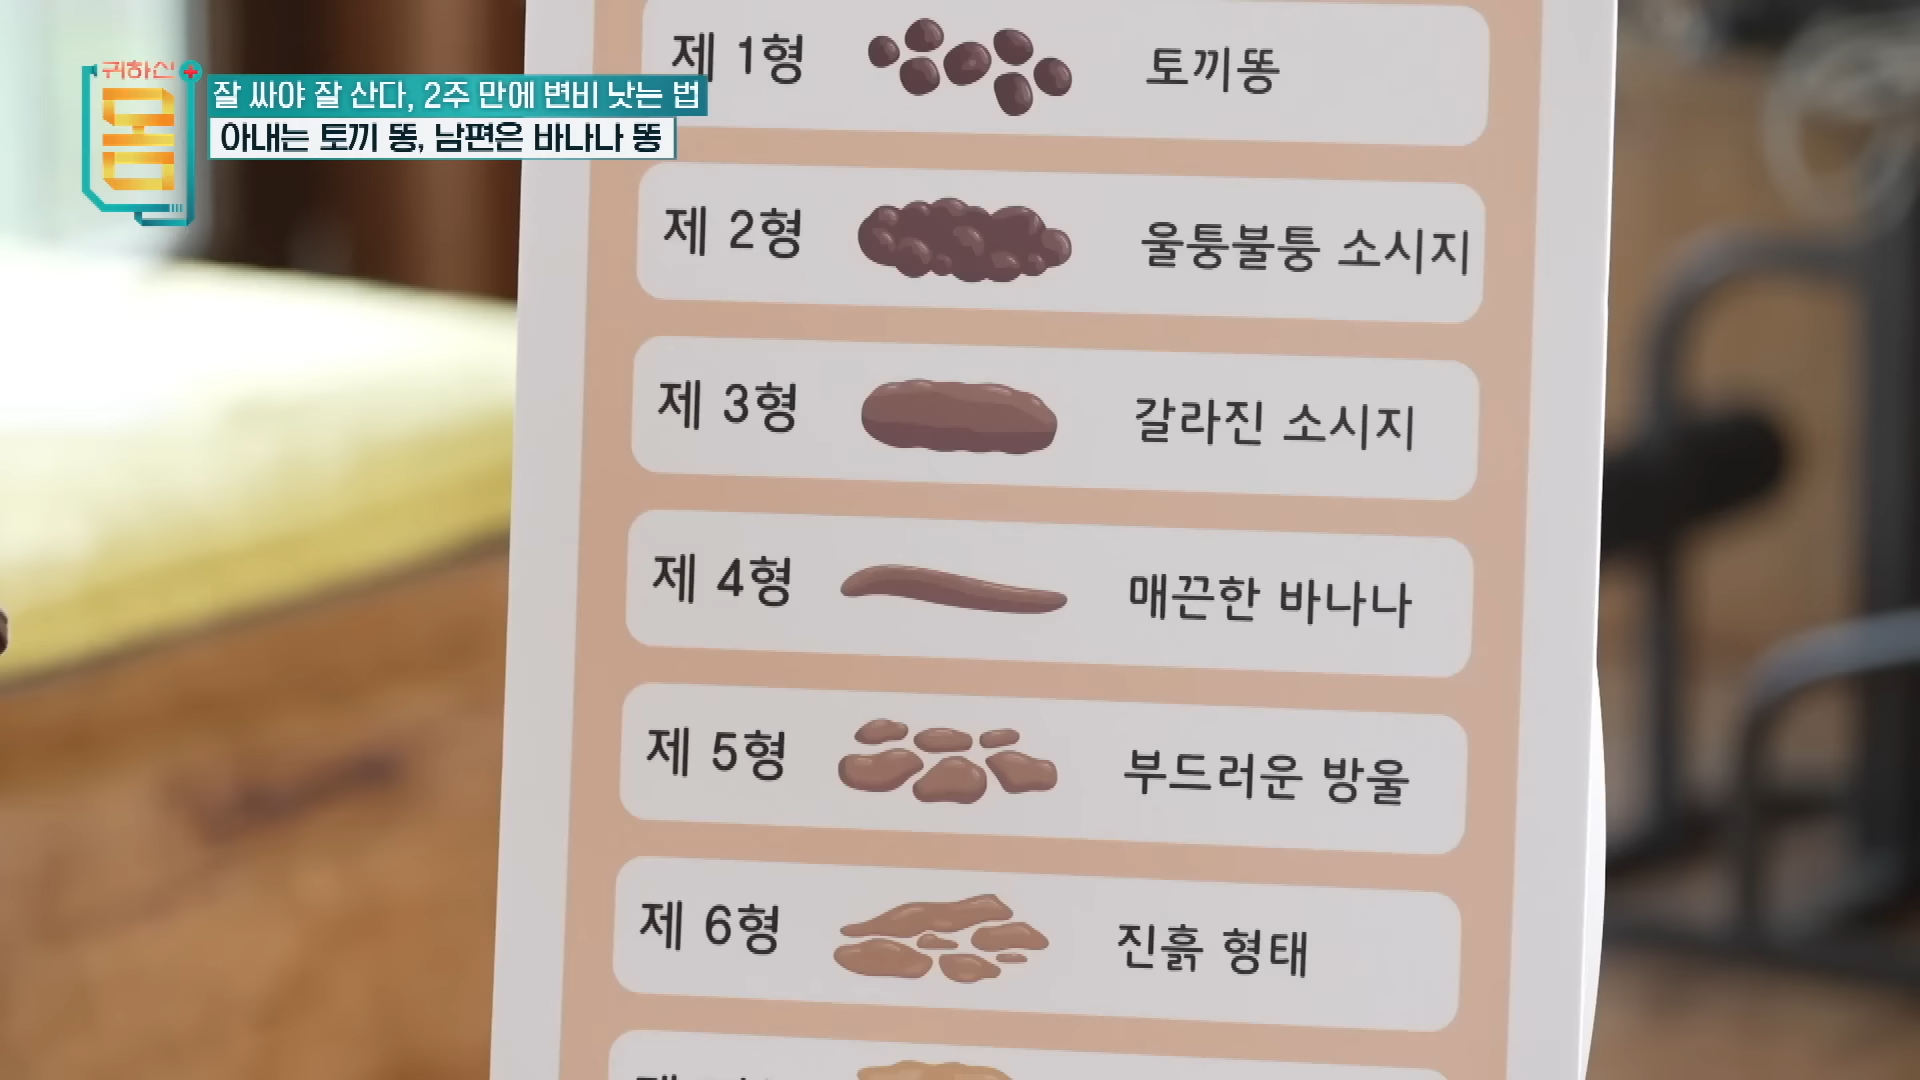 귀하신
몸
잘 싸야 잘 산다, 2주 만에 변비 낫는 법
아내는 토끼 똥, 남편은 바나나 똥
제 1형 토끼똥
제 2형 울퉁불퉁 소시지
제 3형 갈라진 소시지
제 4형 매끈한 바나나
제 5형 부드러운 방울
제 6형 진흙 형태